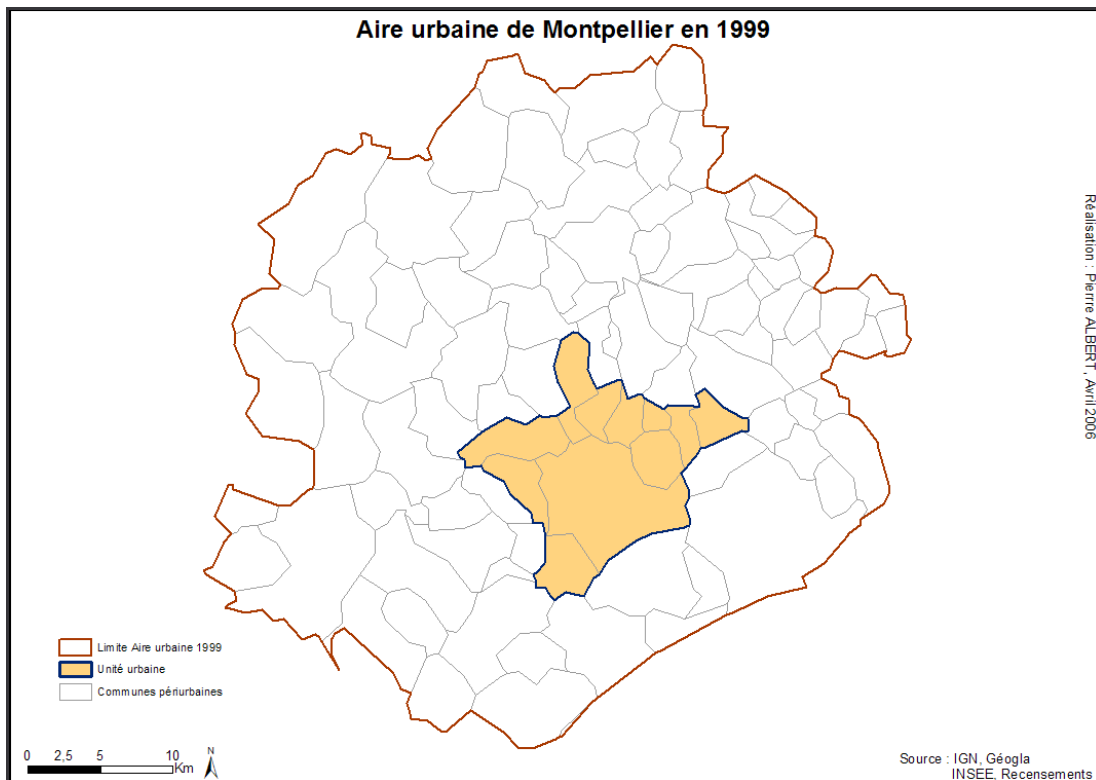 Aire urbaine de Montpellier en 1999
Réalisation : Pierrre ALBERT, Avril 2006
Limite Aire urbaine 1999
Unité urbaine
Communes périurbaines
0 2,5 5 10
Km
N
Source : IGN, Géogla
INSEE, Recensements